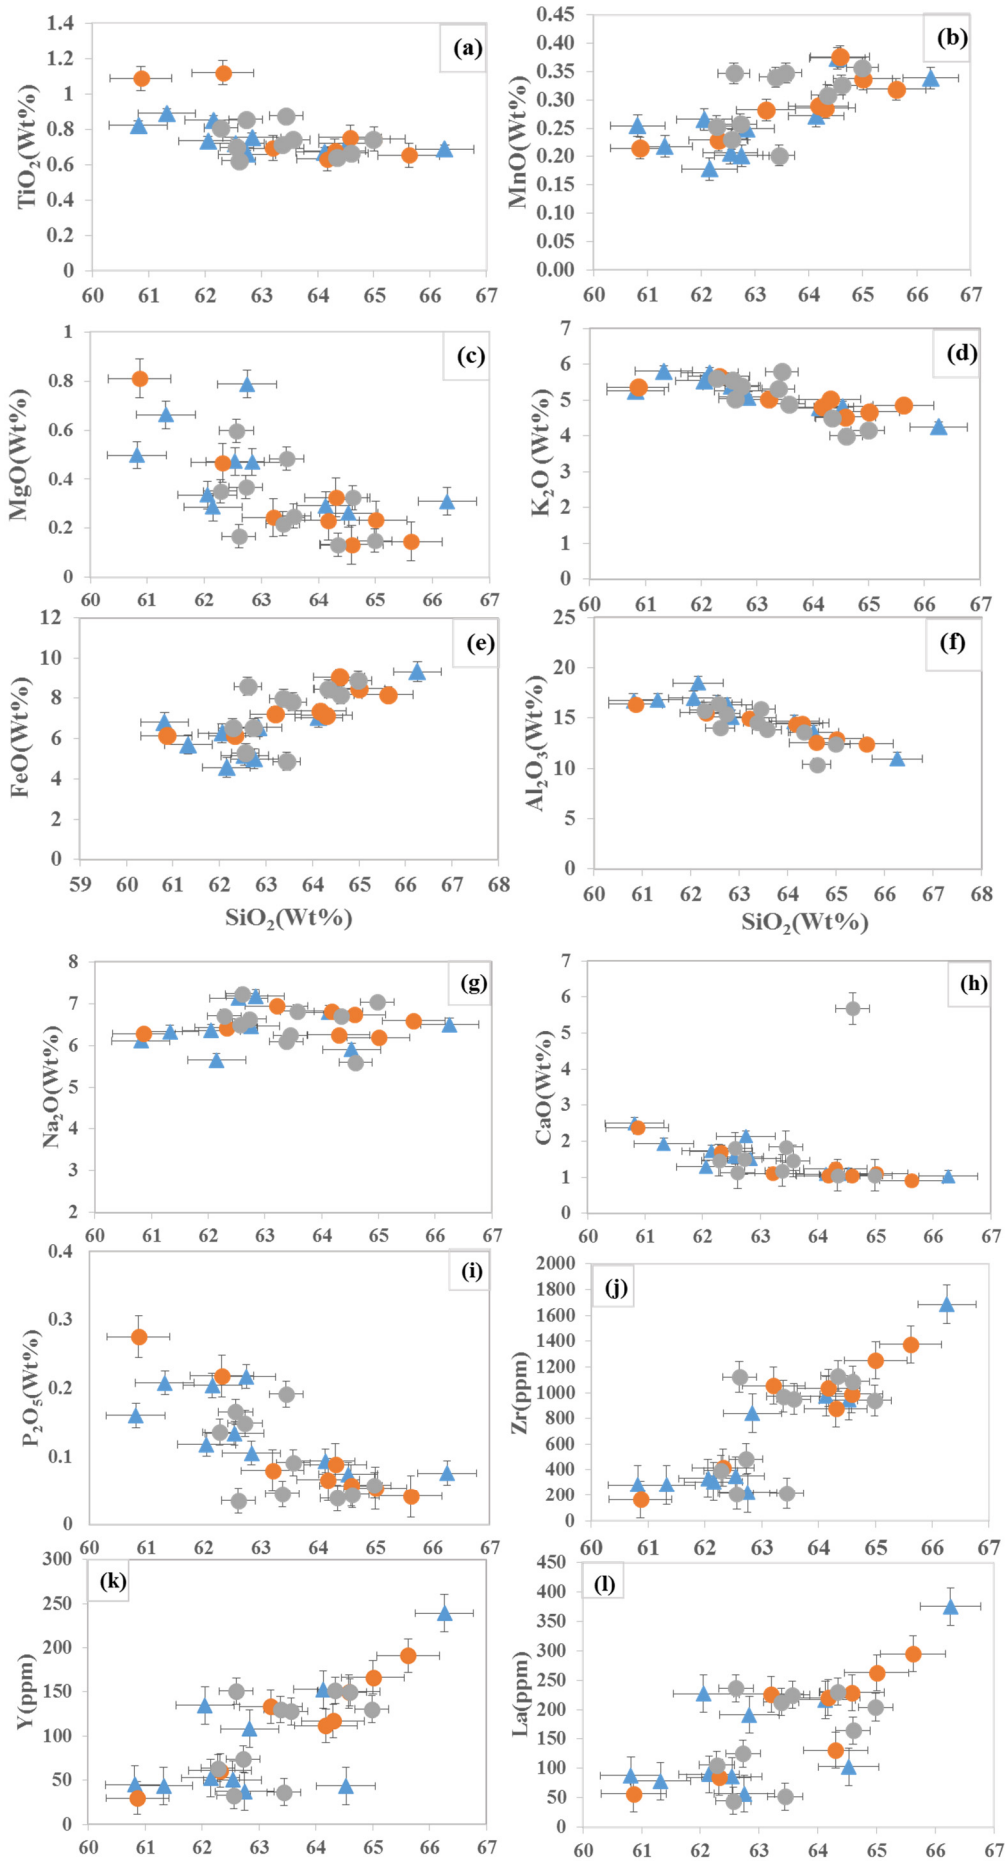 (a)
TiO₂(Wt%)
1.4
1.2
1
0.8
0.6
0.4
0.2
0
60 61 62 63 64 65 66 67
(b)
MnO(Wt%)
0.45
0.40
0.35
0.30
0.25
0.20
0.15
0.10
0.05
0.00
60 61 62 63 64 65 66 67
(c)
MgO(Wt%)
1
0.8
0.6
0.4
0.2
0
60 61 62 63 64 65 66 67
(d)
K₂O (Wt%)
7
6
5
4
3
2
1
0
60 61 62 63 64 65 66 67
(e)
FeO(Wt%)
12
10
8
6
4
2
0
59 60 61 62 63 64 65 66 67 68
SiO₂(Wt%)
(f)
Al₂O₃(Wt%)
25
20
15
10
5
0
60 61 62 63 64 65 66 67 68
SiO₂(Wt%)
(g)
Na₂O(Wt%)
8
7
6
5
4
3
2
60 61 62 63 64 65 66 67
(h)
CaO(Wt%)
7
6
5
4
3
2
1
0
60 61 62 63 64 65 66 67
(i)
P₂O₅(Wt%)
0.4
0.3
0.2
0.1
0
60 61 62 63 64 65 66 67
(j)
Zr(ppm)
2000
1800
1600
1400
1200
1000
800
600
400
200
0
60 61 62 63 64 65 66 67
(k)
Y(ppm)
300
250
200
150
100
50
0
60 61 62 63 64 65 66 67
(l)
La(ppm)
450
400
350
300
250
200
150
100
50
0
60 61 62 63 64 65 66 67